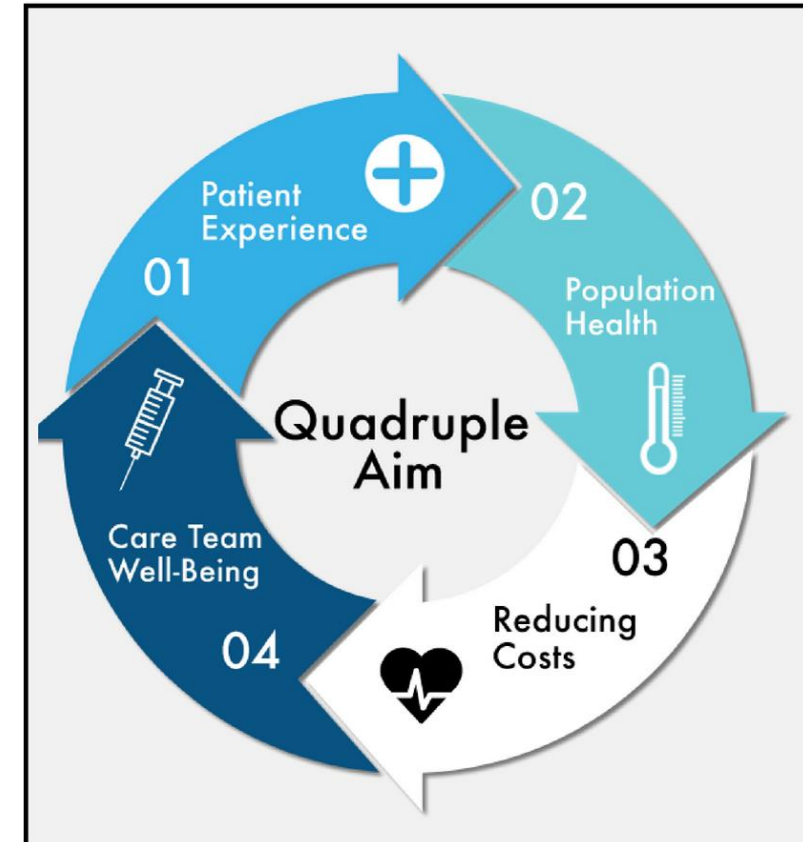 01
Patient
Experience
02
Population
Health
03
Reducing
Costs
04
Care Team
Well-Being
Quadruple
Aim